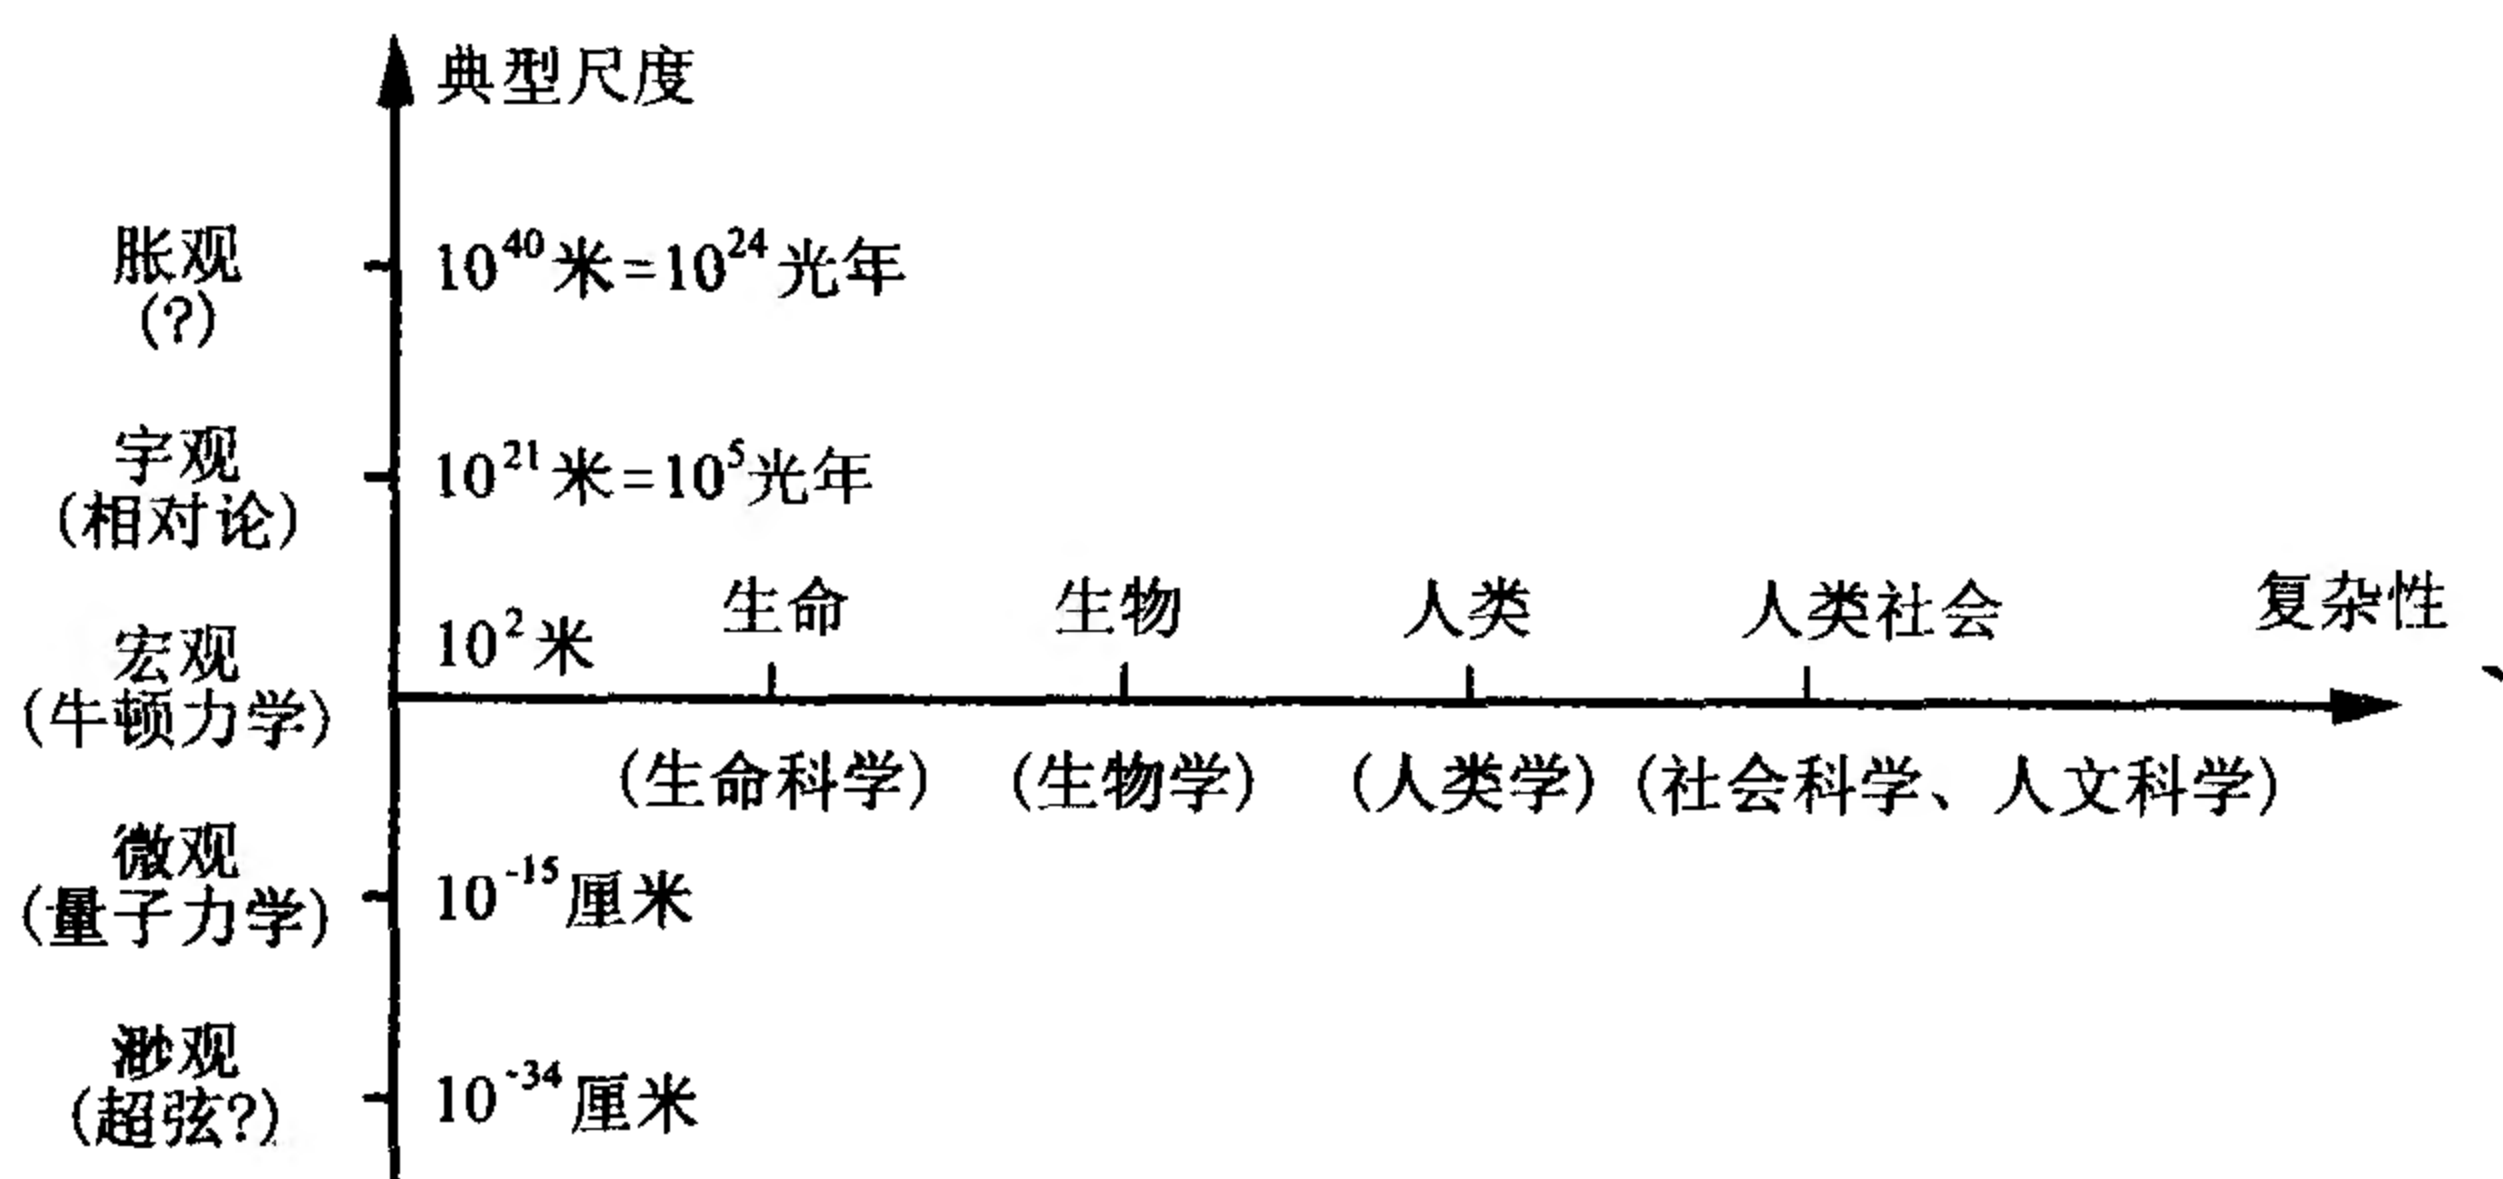 典型尺度
胀观
(?)
10⁴⁰米=10²⁴光年
宇观
(相对论)
10²¹米=10⁵光年
宏观
(牛顿力学)
10²米
生命
生物
人类
人类社会
复杂性
(生命科学)
(生物学)
(人类学)
(社会科学、人文科学)
微观
(量子力学)
10⁻¹⁵厘米
渺观
(超弦?)
10⁻³⁴厘米